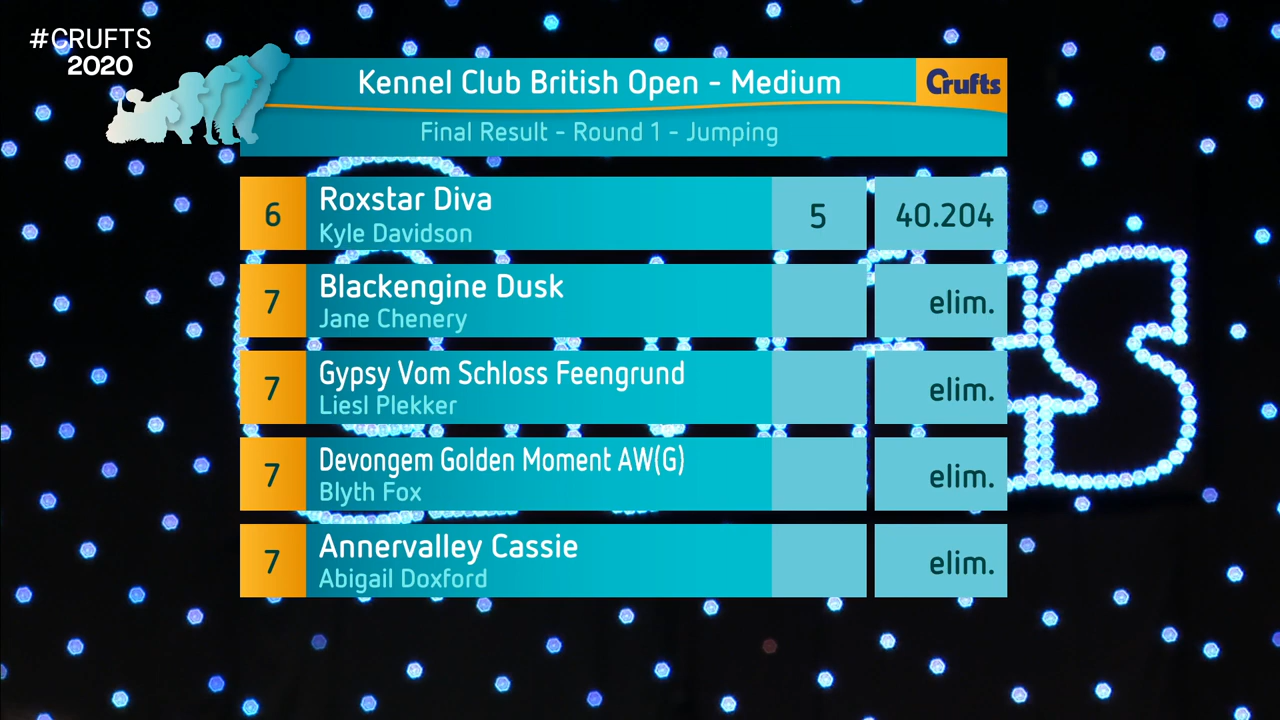 #CRUFTS
2020
Kennel Club British Open - Medium
Crufts
Final Result - Round 1 - Jumping
6
Roxstar Diva
Kyle Davidson
5
40.204
7
Blackengine Dusk
Jane Chenery
elim.
7
Gypsy Vom Schloss Feengrund
Liesl Plekker
elim.
7
Devongem Golden Moment AW(G)
Blyth Fox
elim.
7
Annervalley Cassie
Abigail Doxford
elim.